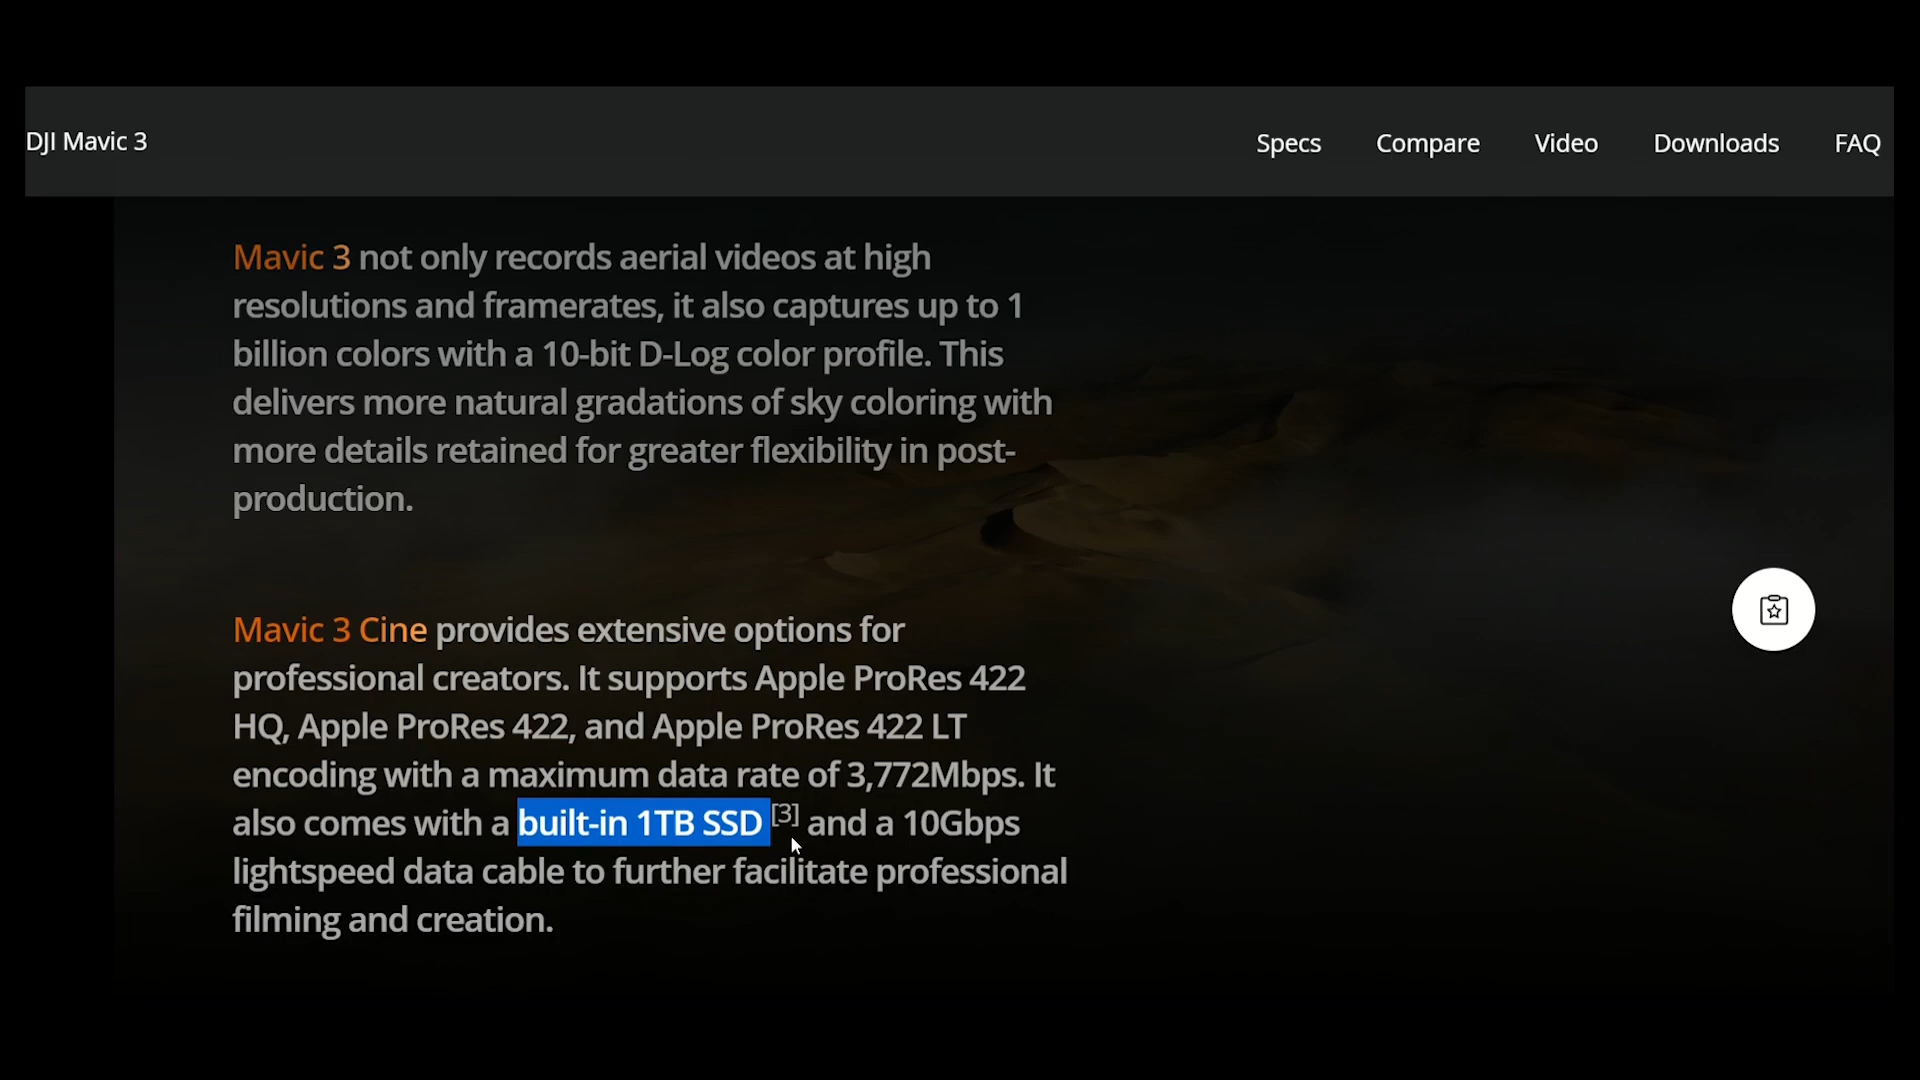 DJI Mavic 3
Specs
Compare
Video
Downloads
FAQ
Mavic 3 not only records aerial videos at high
resolutions and framerates, it also captures up to 1
billion colors with a 10-bit D-Log color profile. This
delivers more natural gradations of sky coloring with
more details retained for greater flexibility in post-
production.
Mavic 3 Cine provides extensive options for
professional creators. It supports Apple ProRes 422
HQ, Apple ProRes 422, and Apple ProRes 422 LT
encoding with a maximum data rate of 3,772Mbps. It
also comes with a built-in 1TB SSD [3] and a 10Gbps
lightspeed data cable to further facilitate professional
filming and creation.